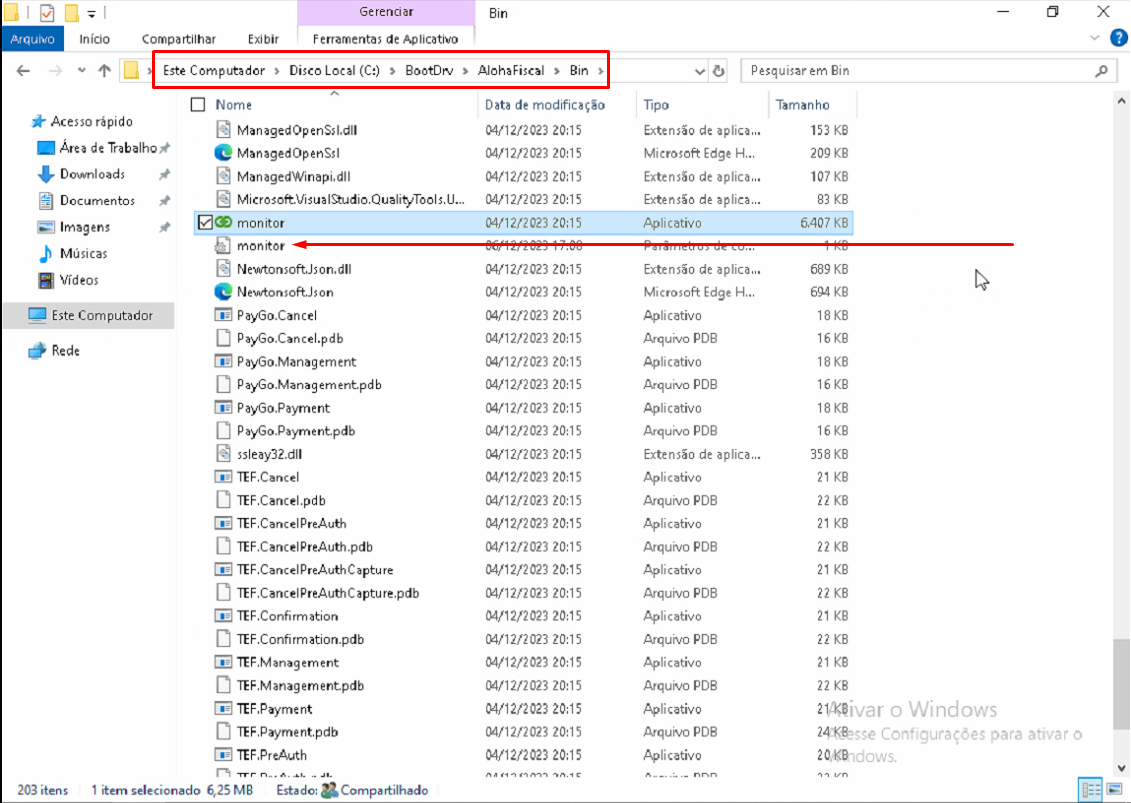 Gerenciar Bin
Arquivo Início Compartilhar Exibir Ferramentas de Aplicativo
Este Computador > Disco Local (C:) > BootDrv > AlohaFiscal > Bin > Pesquisar em Bin
Nome Data de modificação Tipo Tamanho
Acesso rápido
Área de Trabalho
Downloads
Documentos
Imagens
Músicas
Vídeos
Este Computador
Rede
ManagedOpenSsl.dll 04/12/2023 20:15 Extensão de aplica... 153 KB
ManagedOpenSsl 04/12/2023 20:15 Microsoft Edge H... 209 KB
ManagedWinapi.dll 04/12/2023 20:15 Extensão de aplica... 107 KB
Microsoft.VisualStudio.QualityTools.U... 04/12/2023 20:15 Extensão de aplica... 83 KB
monitor 04/12/2023 20:15 Aplicativo 6.407 KB
monitor 06/12/2023 17:08 Parâmetros de co... 1 KB
Newtonsoft.Json.dll 04/12/2023 20:15 Extensão de aplica... 689 KB
Newtonsoft.Json 04/12/2023 20:15 Microsoft Edge H... 694 KB
PayGo.Cancel 04/12/2023 20:15 Aplicativo 18 KB
PayGo.Cancel.pdb 04/12/2023 20:15 Arquivo PDB 16 KB
PayGo.Management 04/12/2023 20:15 Aplicativo 18 KB
PayGo.Management.pdb 04/12/2023 20:15 Arquivo PDB 16 KB
PayGo.Payment 04/12/2023 20:15 Aplicativo 18 KB
PayGo.Payment.pdb 04/12/2023 20:15 Arquivo PDB 16 KB
ssleay32.dll 04/12/2023 20:15 Extensão de aplica... 358 KB
TEF.Cancel 04/12/2023 20:15 Aplicativo 21 KB
TEF.Cancel.pdb 04/12/2023 20:15 Arquivo PDB 22 KB
TEF.CancelPreAuth 04/12/2023 20:15 Aplicativo 21 KB
TEF.CancelPreAuth.pdb 04/12/2023 20:15 Arquivo PDB 22 KB
TEF.CancelPreAuthCapture 04/12/2023 20:15 Aplicativo 21 KB
TEF.CancelPreAuthCapture.pdb 04/12/2023 20:15 Arquivo PDB 22 KB
TEF.Confirmation 04/12/2023 20:15 Aplicativo 21 KB
TEF.Confirmation.pdb 04/12/2023 20:15 Arquivo PDB 22 KB
TEF.Management 04/12/2023 20:15 Aplicativo 21 KB
TEF.Management.pdb 04/12/2023 20:15 Arquivo PDB 22 KB
TEF.Payment 04/12/2023 20:15 Aplicativo 21 KB
TEF.Payment.pdb 04/12/2023 20:15 Arquivo PDB 24 KB
TEF.PreAuth 04/12/2023 20:15 Aplicativo 20 KB
Ativar o Windows
Acesse Configurações para ativar o
Windows.
203 itens 1 item selecionado 6,25 MB Estado: Compartilhado